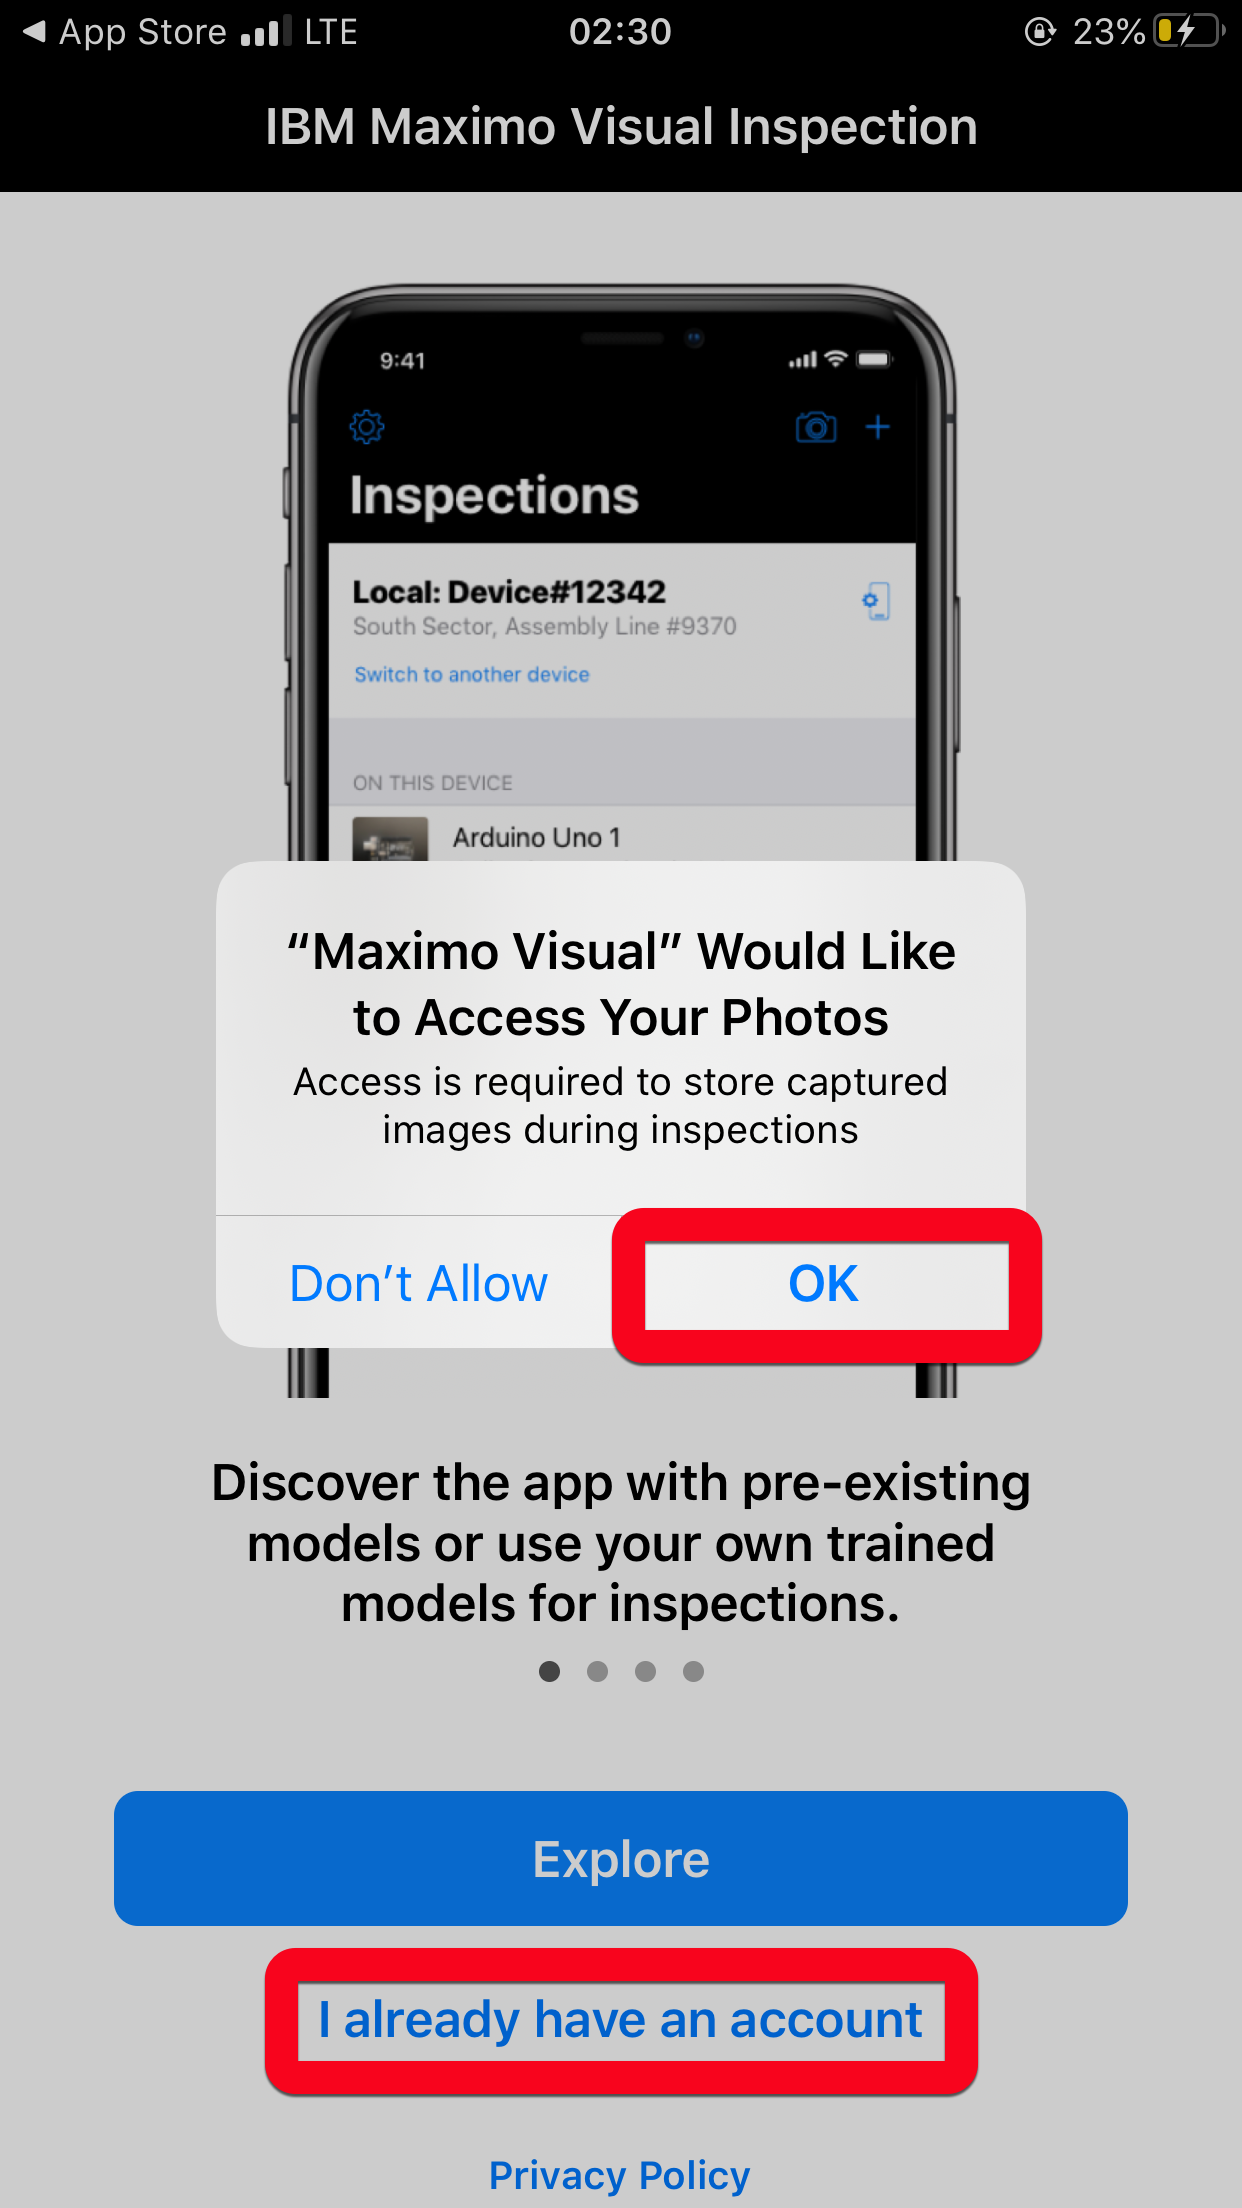 App Store LTE 02:30 23%
IBM Maximo Visual Inspection
9:41
Inspections
Local: Device#12342
South Sector, Assembly Line #9370
Switch to another device
ON THIS DEVICE
Arduino Uno 1
“Maximo Visual” Would Like
to Access Your Photos
Access is required to store captured
images during inspections
Don’t Allow OK
Discover the app with pre-existing
models or use your own trained
models for inspections.
Explore
I already have an account
Privacy Policy